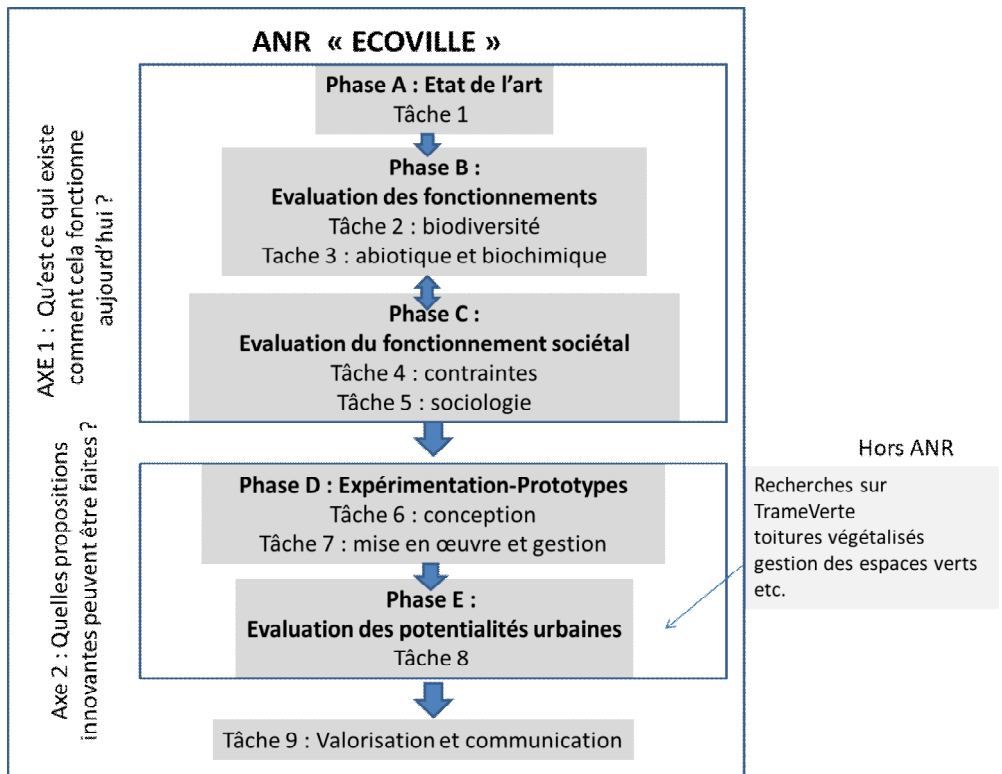 ANR « ECOVILLE »
Phase A : Etat de l'art
Tâche 1
Phase B :
Evaluation des fonctionnements
Tâche 2 : biodiversité
Tache 3 : abiotique et biochimique
Phase C :
Evaluation du fonctionnement sociétal
Tâche 4 : contraintes
Tâche 5 : sociologie
AXE 1 : Qu'est ce qui existe
comment cela fonctionne
aujourd'hui ?
Phase D : Expérimentation-Prototypes
Tâche 6 : conception
Tâche 7 : mise en œuvre et gestion
Phase E :
Evaluation des potentialités urbaines
Tâche 8
Axe 2 : Quelles propositions
innovantes peuvent être faites ?
Tâche 9 : Valorisation et communication
Hors ANR
Recherches sur
TrameVerte
toitures végétalisés
gestion des espaces verts
etc.